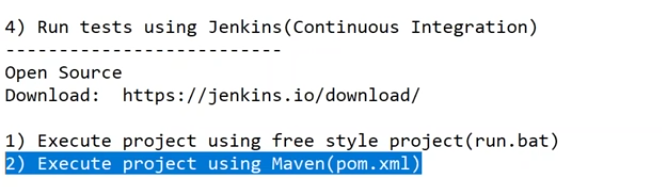 4) Run tests using Jenkins(Continuous Integration)
--------------------------
Open Source
Download:  https://jenkins.io/download/
1) Execute project using free style project(run.bat)
2) Execute project using Maven(pom.xml)